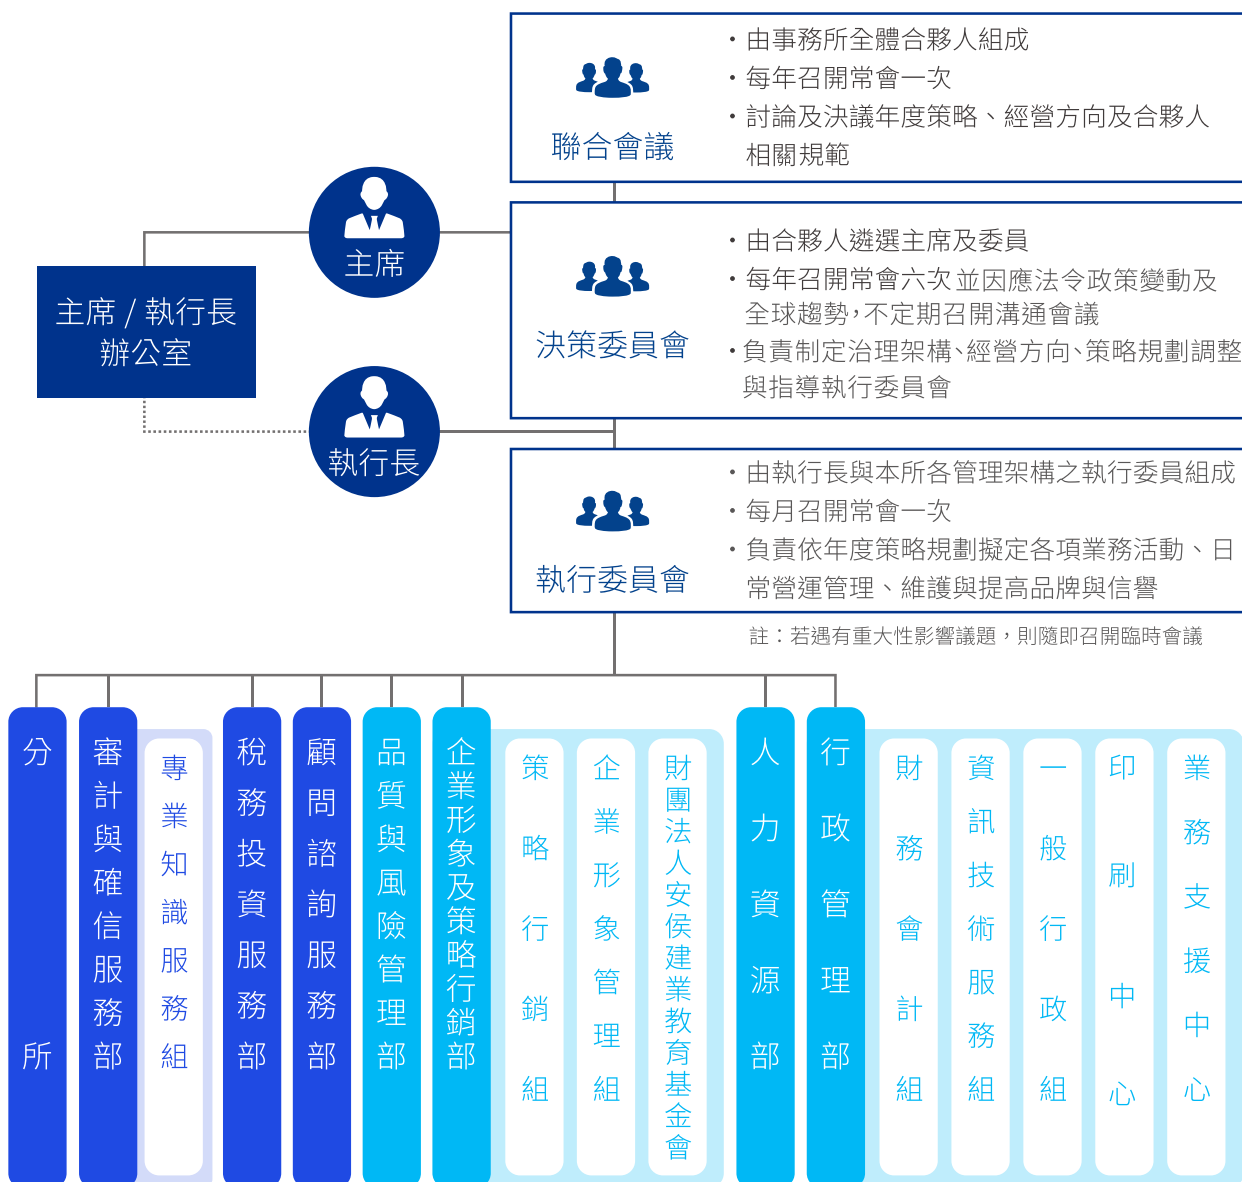 ・由事務所全體合夥人組成
・每年召開常會一次
・討論及決議年度策略、經營方向及合夥人
相關規範
聯合會議
主席
・由合夥人遴選主席及委員
・每年召開常會六次 並因應法令政策變動及
全球趨勢,不定期召開溝通會議
・負責制定治理架構、經營方向、策略規劃調整
與指導執行委員會
決策委員會
主席 / 執行長
辦公室
執行長
・由執行長與本所各管理架構之執行委員組成
・每月召開常會一次
・負責依年度策略規劃擬定各項業務活動、日
常營運管理、維護與提高品牌與信譽
執行委員會
註：若遇有重大性影響議題，則隨即召開臨時會議
分所
審計與確信服務部
專業知識服務組
稅務投資服務部
顧問諮詢服務部
品質與風險管理部
企業形象及策略行銷部
策略行銷組
企業形象管理組
財團法人安侯建業教育基金會
人力資源部
行政管理部
財務會計組
資訊技術服務組
一般行政組
印刷中心
業務支援中心